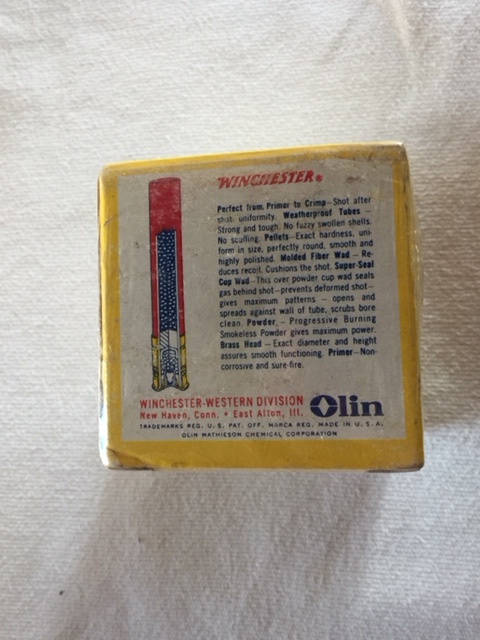 WINCHESTER®
Perfect from Primer to Crimp—Shot after
shot uniformity. Weatherproof Tubes —
Strong and tough. No fuzzy swollen shells.
No scuffing. Pellets—Exact hardness, uni-
form in size, perfectly round, smooth and
highly polished. Molded Fiber Wad — Re-
duces recoil. Cushions the shot. Super-Seal
Cup Wad—This over powder cup wad seals
gas behind shot—prevents deformed shot—
gives maximum patterns — opens and
spreads against wall of tube, scrubs bore
clean. Powder — Progressive Burning
Smokeless Powder gives maximum power.
Brass Head — Exact diameter and height
assures smooth functioning. Primer—Non-
corrosive and sure-fire.
WINCHESTER-WESTERN DIVISION
New Haven, Conn. • East Alton, Ill.
Olin
TRADEMARKS REG. U. S. PAT. OFF. MARCA REG. MADE IN U. S. A.
OLIN MATHIESON CHEMICAL CORPORATION